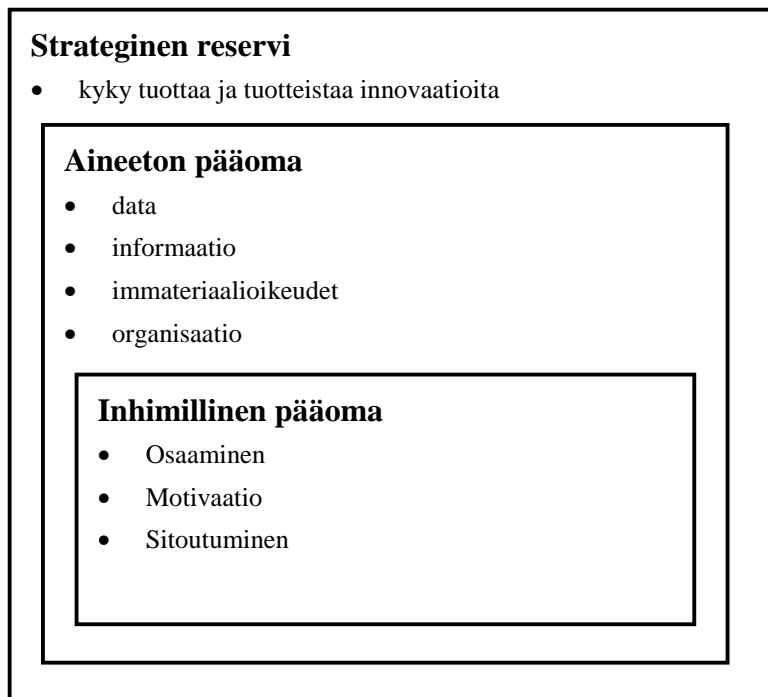 Strateginen reservi
• kyky tuottaa ja tuotteistaa innovaatioita
Aineeton pääoma
• data
• informaatio
• immateriaalioikeudet
• organisaatio
Inhimillinen pääoma
• Osaaminen
• Motivaatio
• Sitoutuminen